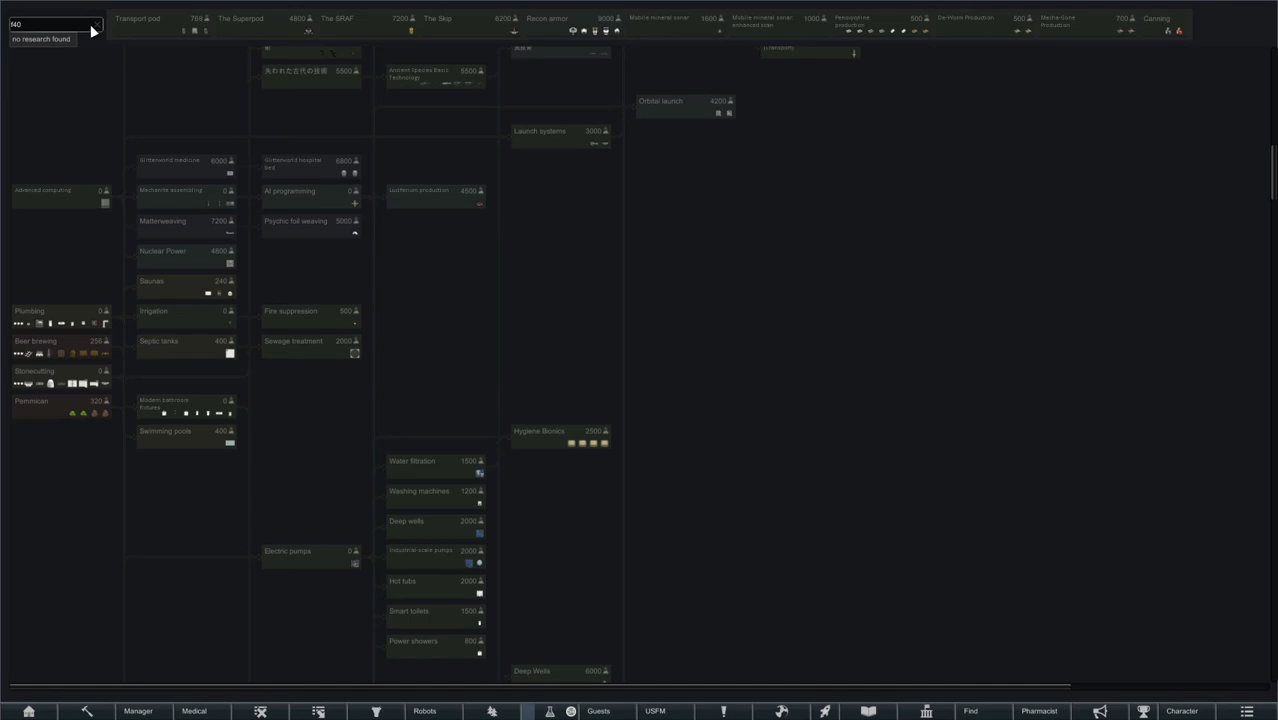 f40
Transport pod 769
The Superpod 4800
The SRAF 7200
The Skip 6200
Recon armor 9000
Mobile mineral sonar 1600
Mobile mineral sonar: enhanced scan 1000
Penoxycyline production 500
De-Worm Production 500
Mecha-Gone Production 500
Canning
no research found
失われた古代の技術 5500
Ancient Species Basic Technology 5500
Orbital launch 4200
Launch systems 3000
Glitterworld medicine 6000
Glitterworld hospital bed 6800
Advanced computing 0
Mechanite assembling 0
AI programming 0
Luciferium production 4500
Matterweaving 7200
Psychic foil weaving 5000
Nuclear Power 4800
Saunas 240
Plumbing 0
Irrigation 0
Fire suppression 500
Beer brewing 256
Septic tanks 400
Sewage treatment 2000
Stonecutting 0
Pemmican 320
Modern bathroom fixtures 0
Swimming pools 400
Hygiene Bionics 2500
Water filtration 1500
Washing machines 1200
Deep wells 2000
Electric pumps 0
Industrial-scale pumps 2000
Hot tubs 2000
Smart toilets 1500
Power showers 800
Deep Wells 6000
Manager
Medical
Robots
Guests
USFM
Find
Pharmacist
Character